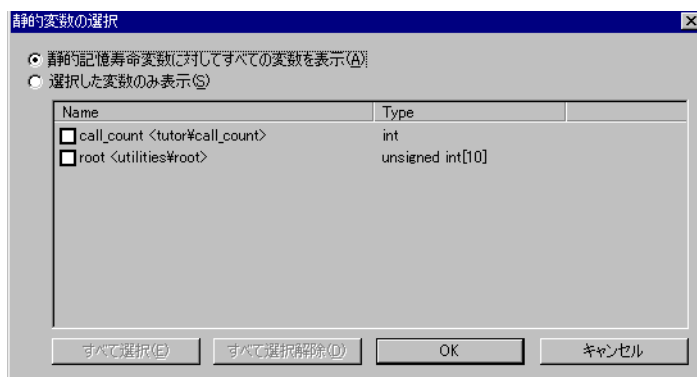 静的変数の選択
静的記憶寿命変数に対してすべての変数を表示(A)
選択した変数のみ表示(S)
Name Type
call_count <tutor¥call_count> int
root <utilities¥root> unsigned int[10]
すべて選択(E) すべて選択解除(D) OK キャンセル